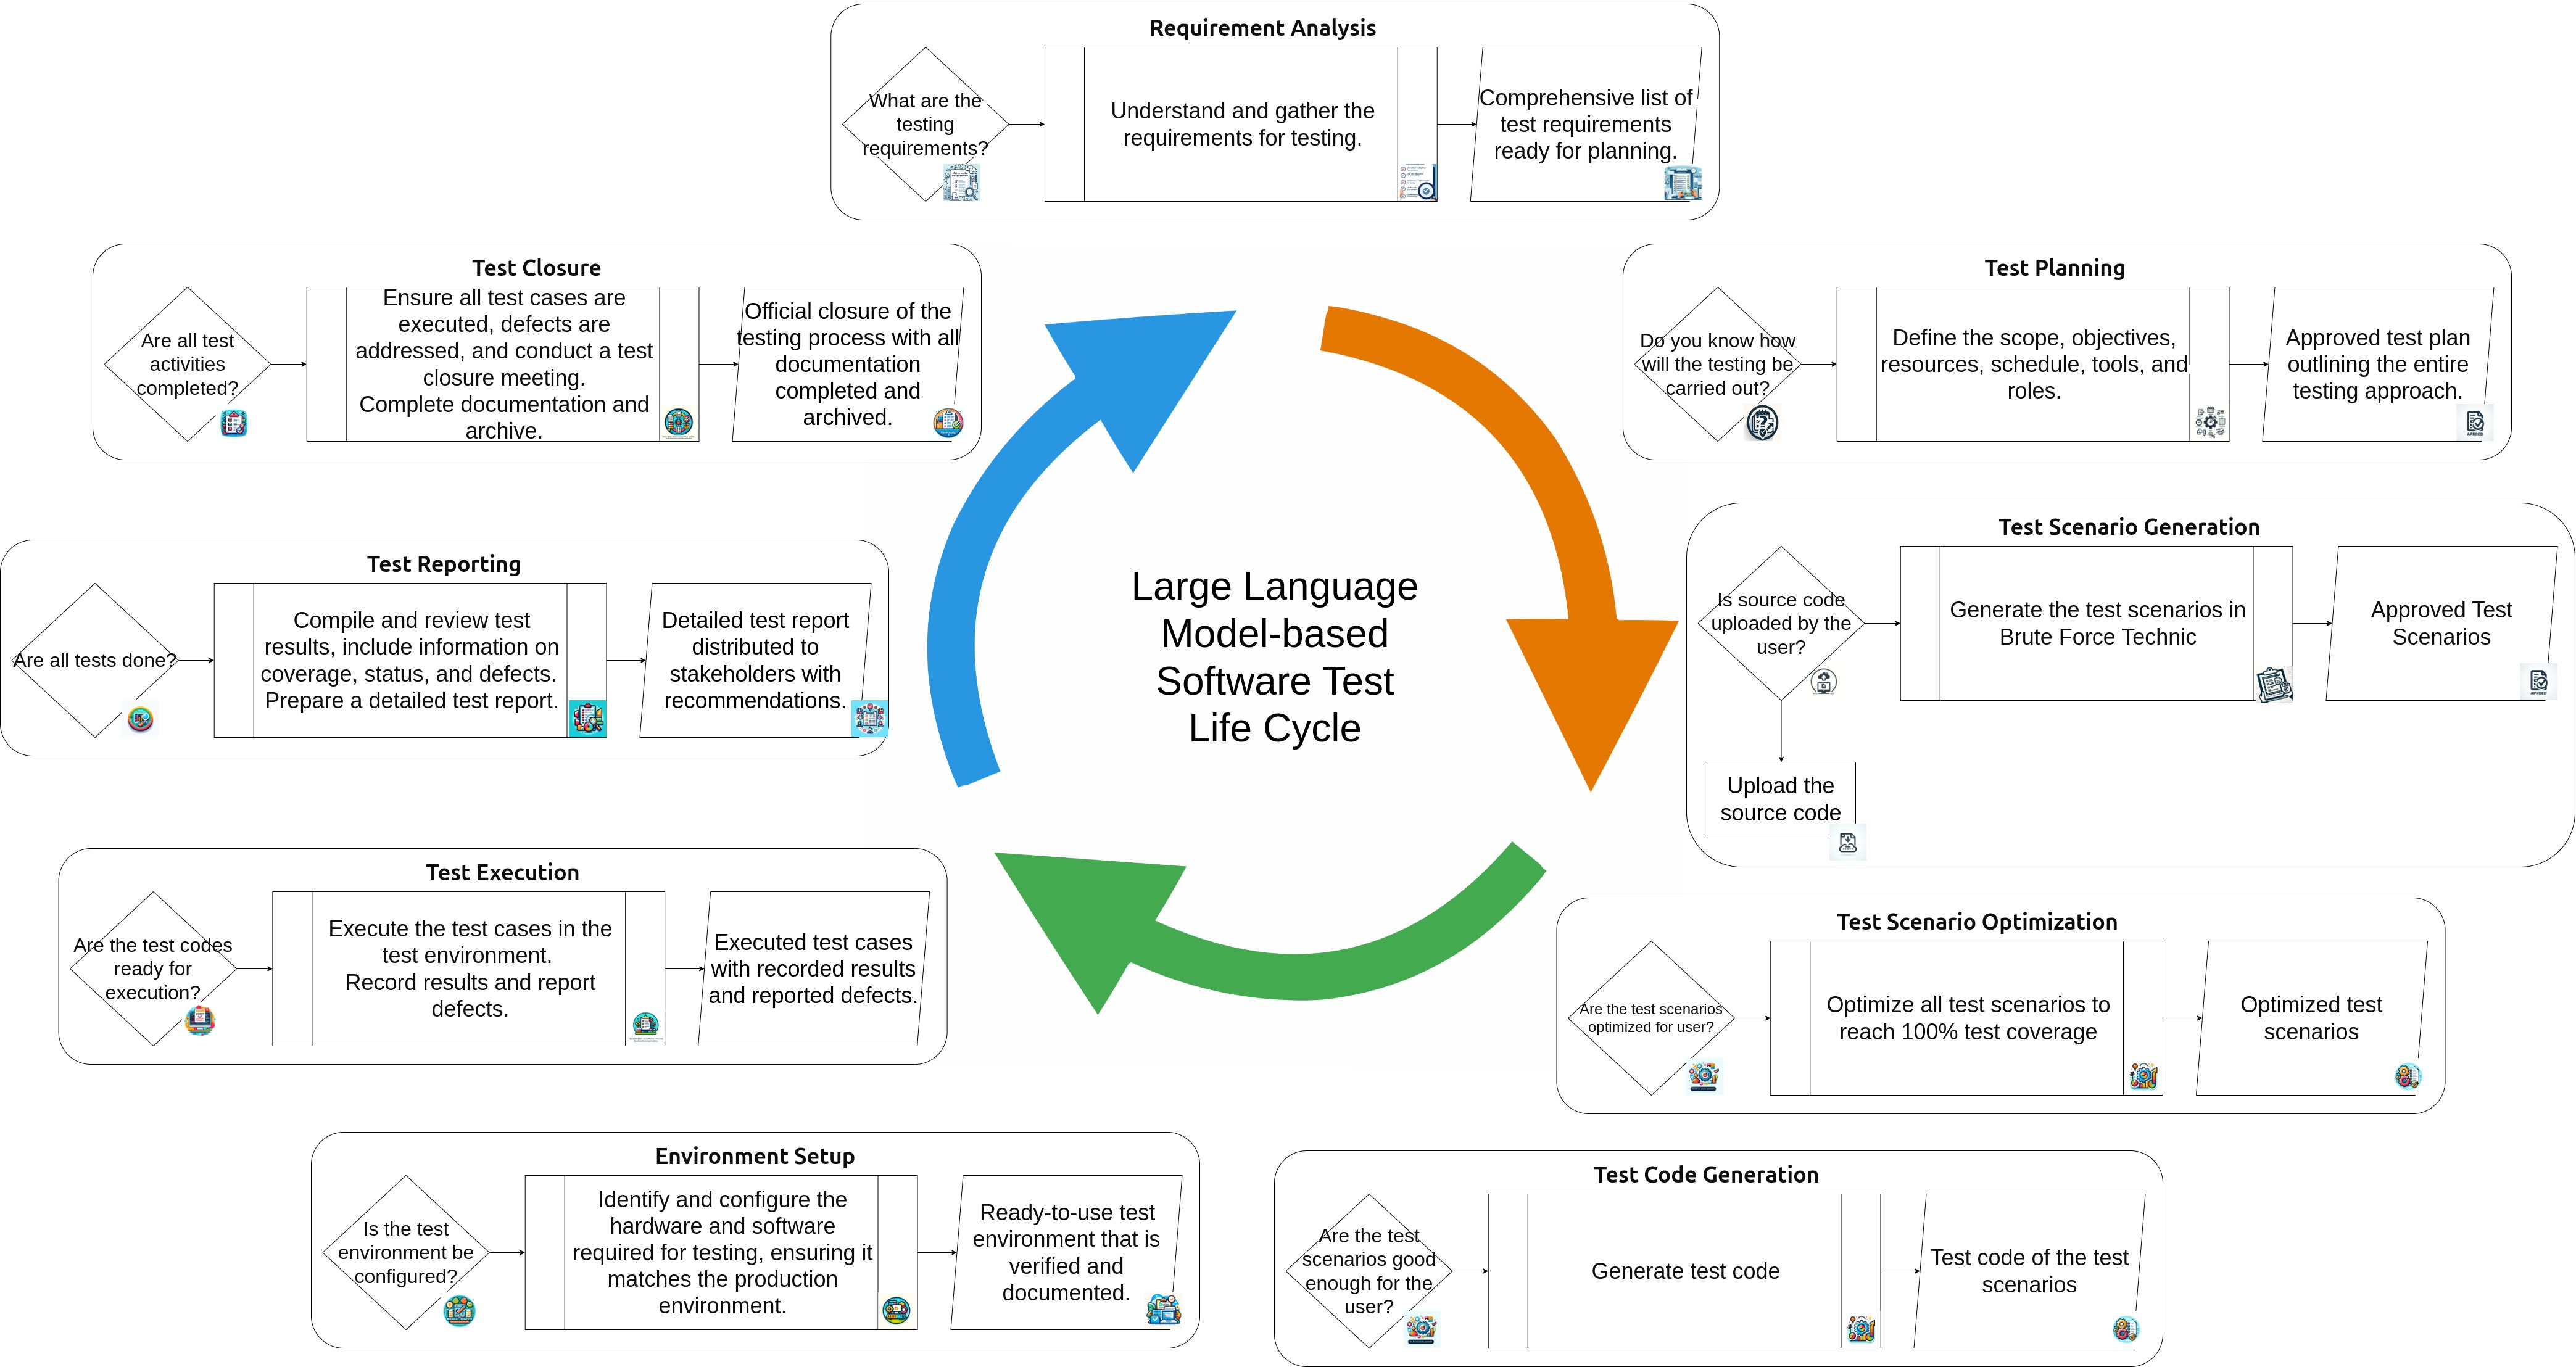 Requirement Analysis
What are the
testing
requirements?
Understand and gather the
requirements for testing.
Comprehensive list of
test requirements
ready for planning.
Test Closure
Are all test
activities
completed?
Ensure all test cases are
executed, defects are
addressed, and conduct a test
closure meeting.
Complete documentation and
archive.
Official closure of the
testing process with all
documentation
completed and
archived.
Test Planning
Do you know how
will the testing be
carried out?
Define the scope, objectives,
resources, schedule, tools, and
roles.
Approved test plan
outlining the entire
testing approach.
Test Scenario Generation
Is source code
uploaded by the
user?
Generate the test scenarios in
Brute Force Technic
Approved Test
Scenarios
Upload the
source code
Test Reporting
Are all tests done?
Compile and review test
results, include information on
coverage, status, and defects.
Prepare a detailed test report.
Detailed test report
distributed to
stakeholders with
recommendations.
Large Language
Model-based
Software Test
Life Cycle
Test Execution
Are the test codes
ready for
execution?
Execute the test cases in the
test environment.
Record results and report
defects.
Executed test cases
with recorded results
and reported defects.
Test Scenario Optimization
Are the test scenarios
optimized for user?
Optimize all test scenarios to
reach 100% test coverage
Optimized test
scenarios
Environment Setup
Is the test
environment be
configured?
Identify and configure the
hardware and software
required for testing, ensuring it
matches the production
environment.
Ready-to-use test
environment that is
verified and
documented.
Test Code Generation
Are the test
scenarios good
enough for the
user?
Generate test code
Test code of the test
scenarios